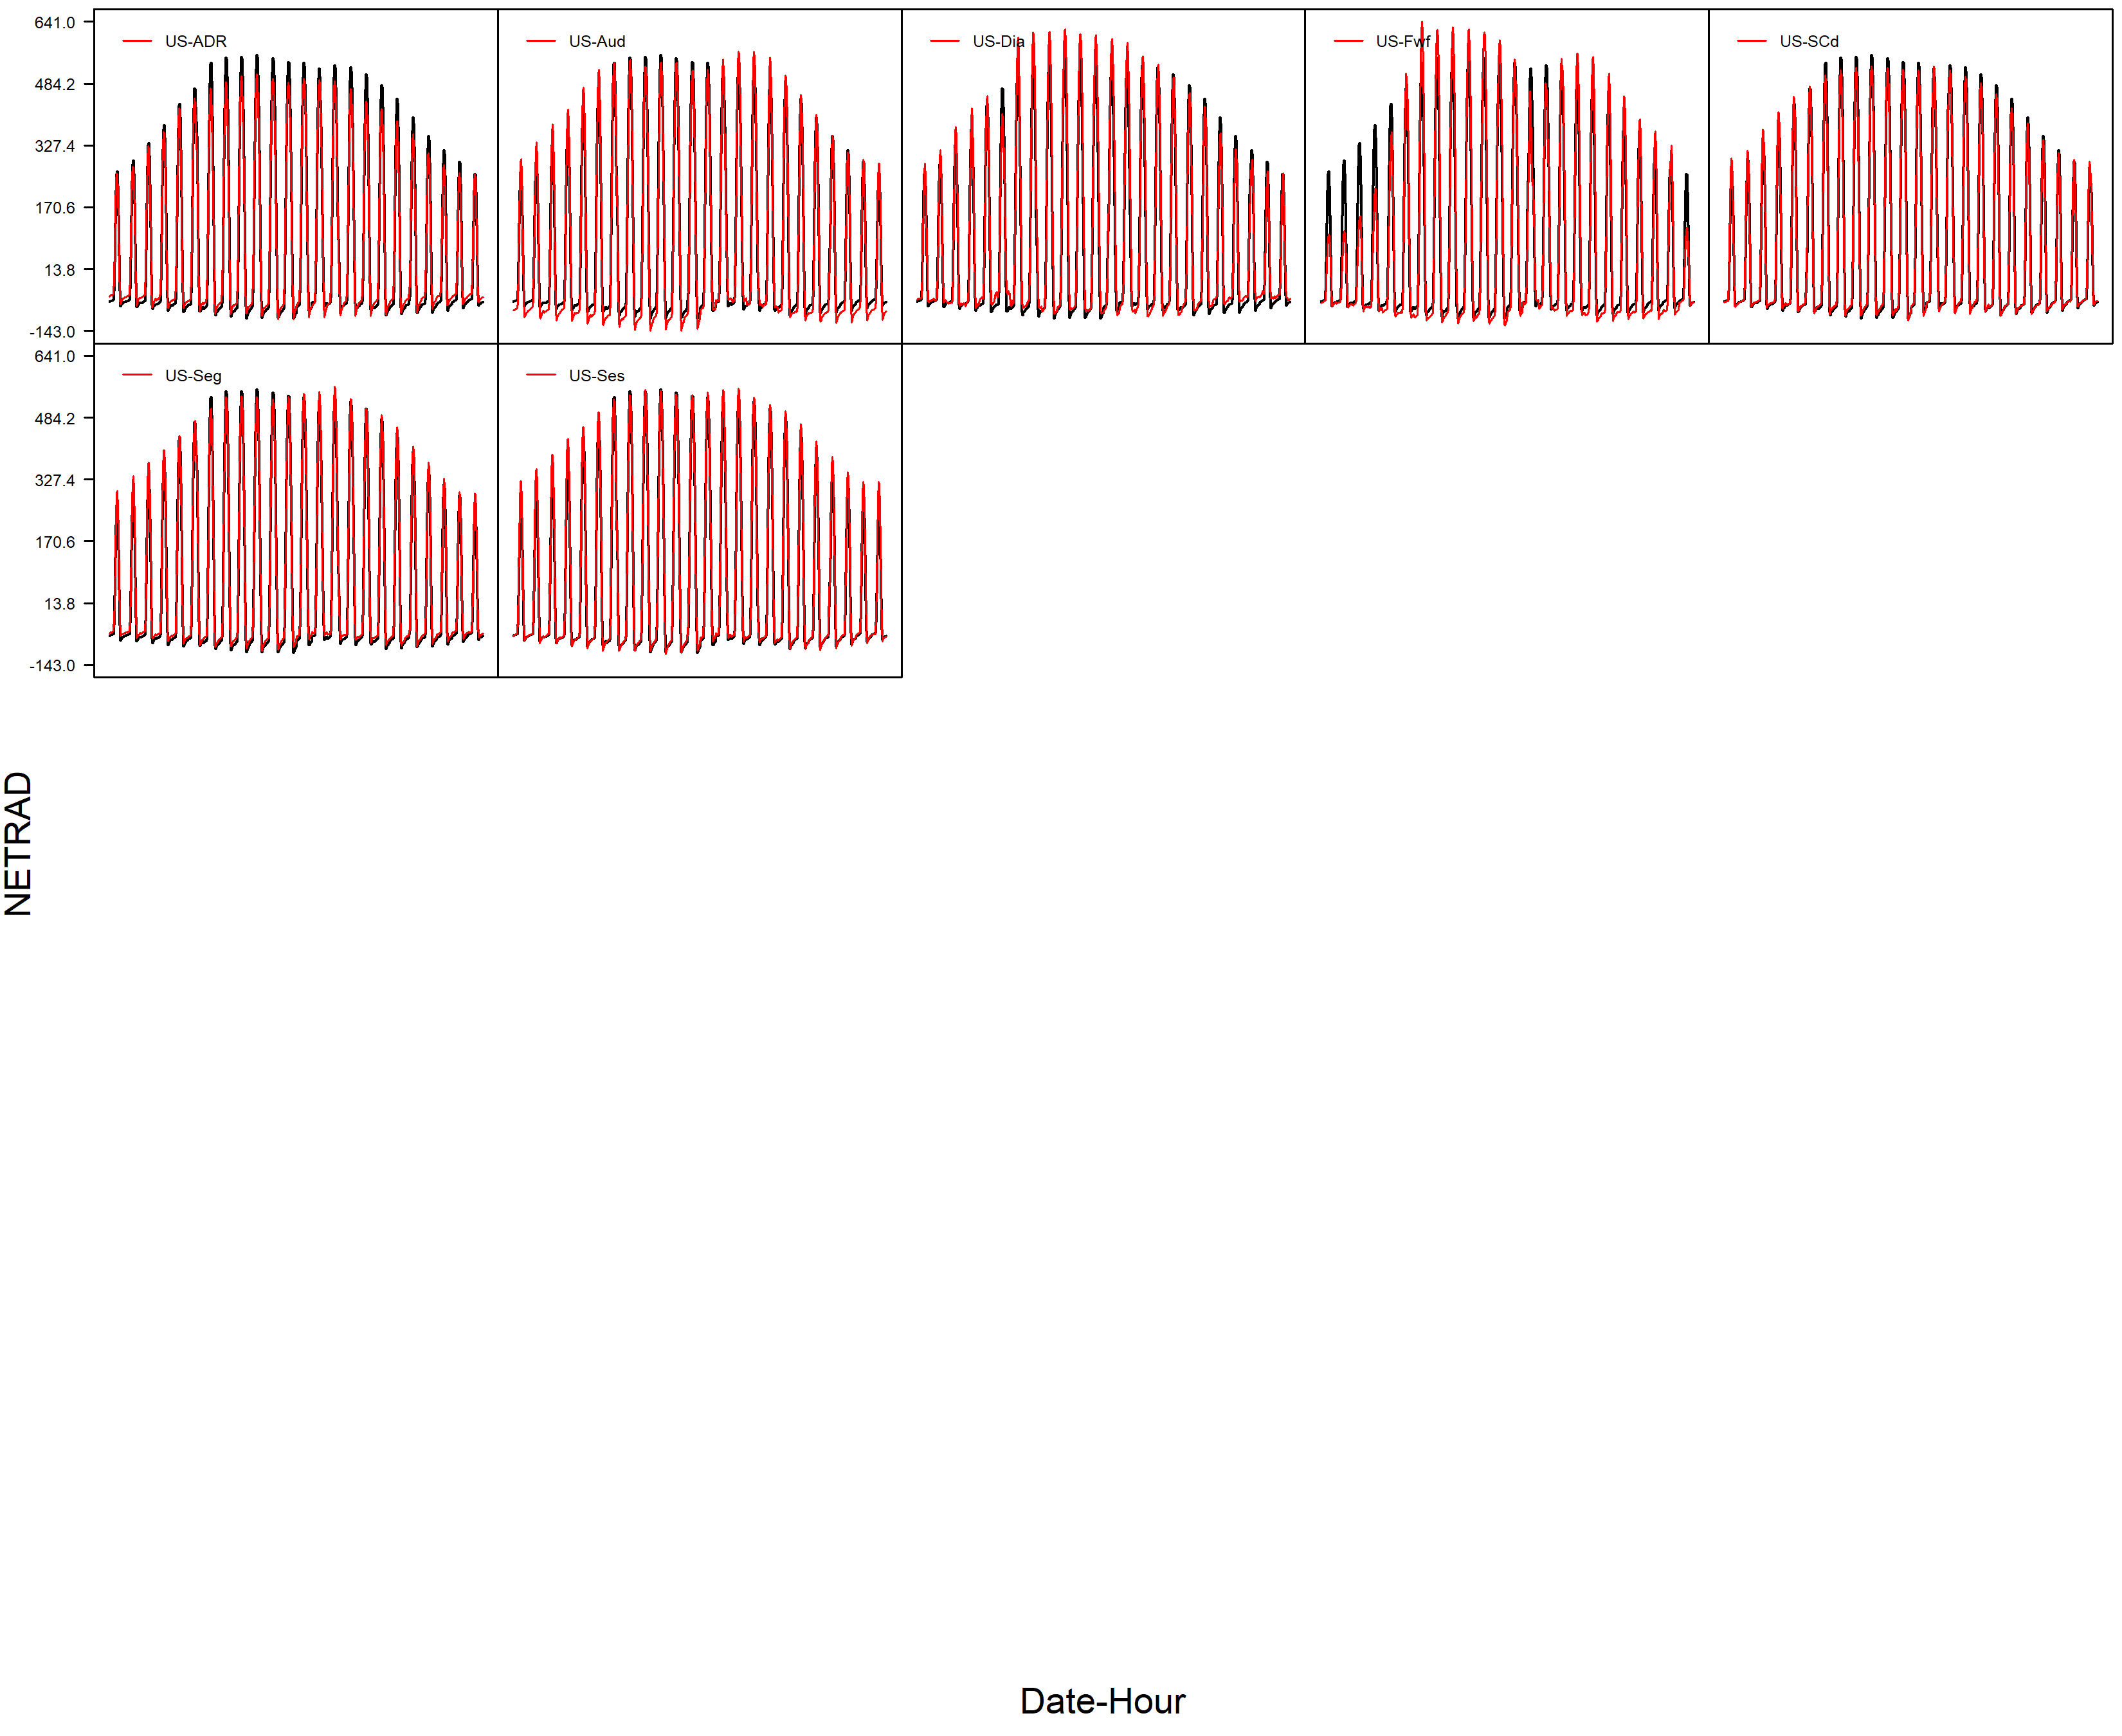 641.0
484.2
327.4
170.6
13.8
-143.0
US-ADR
US-Aud
US-Dia
US-Fwf
US-SCd
641.0
484.2
327.4
170.6
13.8
-143.0
US-Seg
US-Ses
NETRAD
Date-Hour